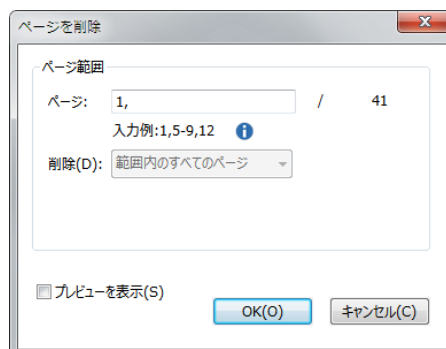 ページを削除
ページ範囲
ページ: 1, / 41
入力例:1,5-9,12
削除(D): 範囲内のすべてのページ
プレビューを表示(S)
OK(O) キャンセル(C)